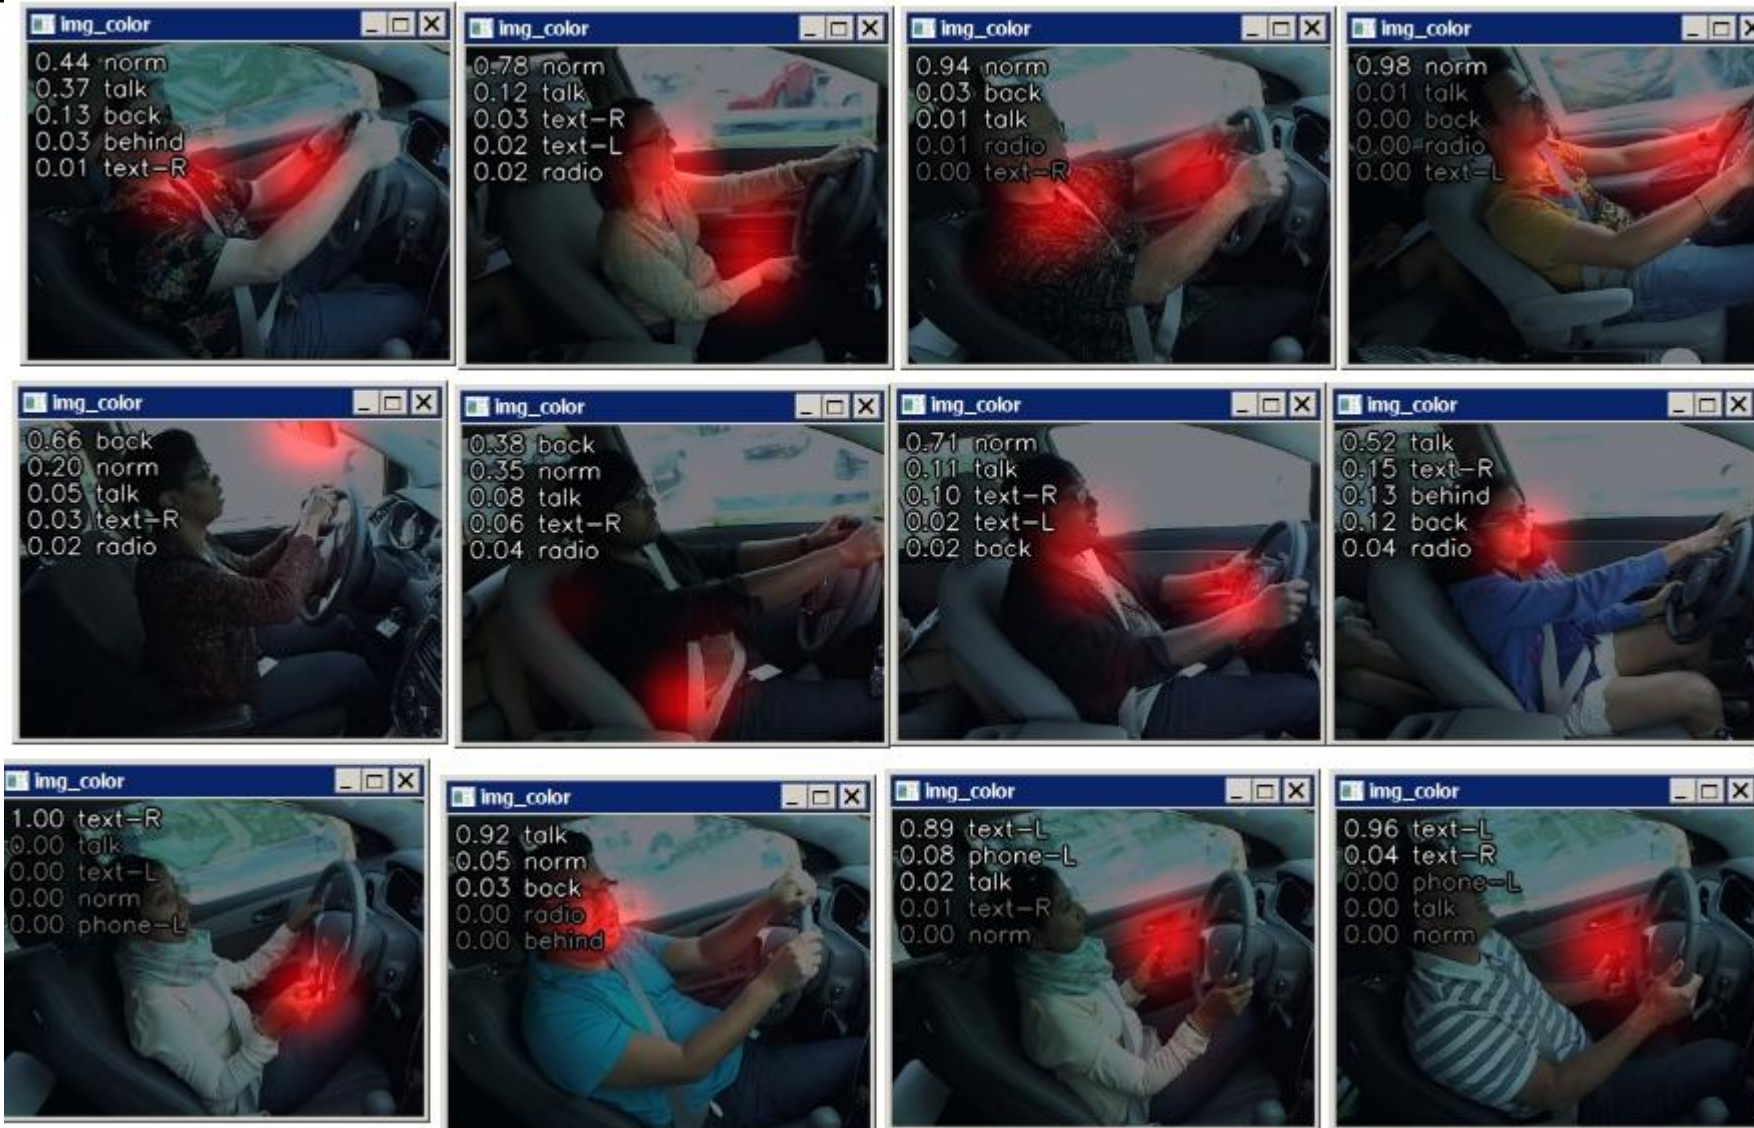 img_color
0.44 norm
0.37 talk
0.13 back
0.03 behind
0.01 text-R
img_color
0.78 norm
0.12 talk
0.03 text-R
0.02 text-L
0.02 radio
img_color
0.94 norm
0.03 back
0.01 talk
0.01 radio
0.00 text-R
img_color
0.98 norm
0.01 talk
0.00 back
0.00 radio
0.00 text-L
img_color
0.66 back
0.20 norm
0.05 talk
0.03 text-R
0.02 radio
img_color
0.38 back
0.35 norm
0.08 talk
0.06 text-R
0.04 radio
img_color
0.71 norm
0.11 talk
0.10 text-R
0.02 text-L
0.02 back
img_color
0.52 talk
0.15 text-R
0.13 behind
0.12 back
0.04 radio
img_color
1.00 text-R
0.00 talk
0.00 text-L
0.00 norm
0.00 phone-L
img_color
0.92 talk
0.05 norm
0.03 back
0.00 radio
0.00 behind
img_color
0.89 text-L
0.08 phone-L
0.02 talk
0.01 text-R
0.00 norm
img_color
0.96 text-L
0.04 text-R
0.00 phone-L
0.00 talk
0.00 norm